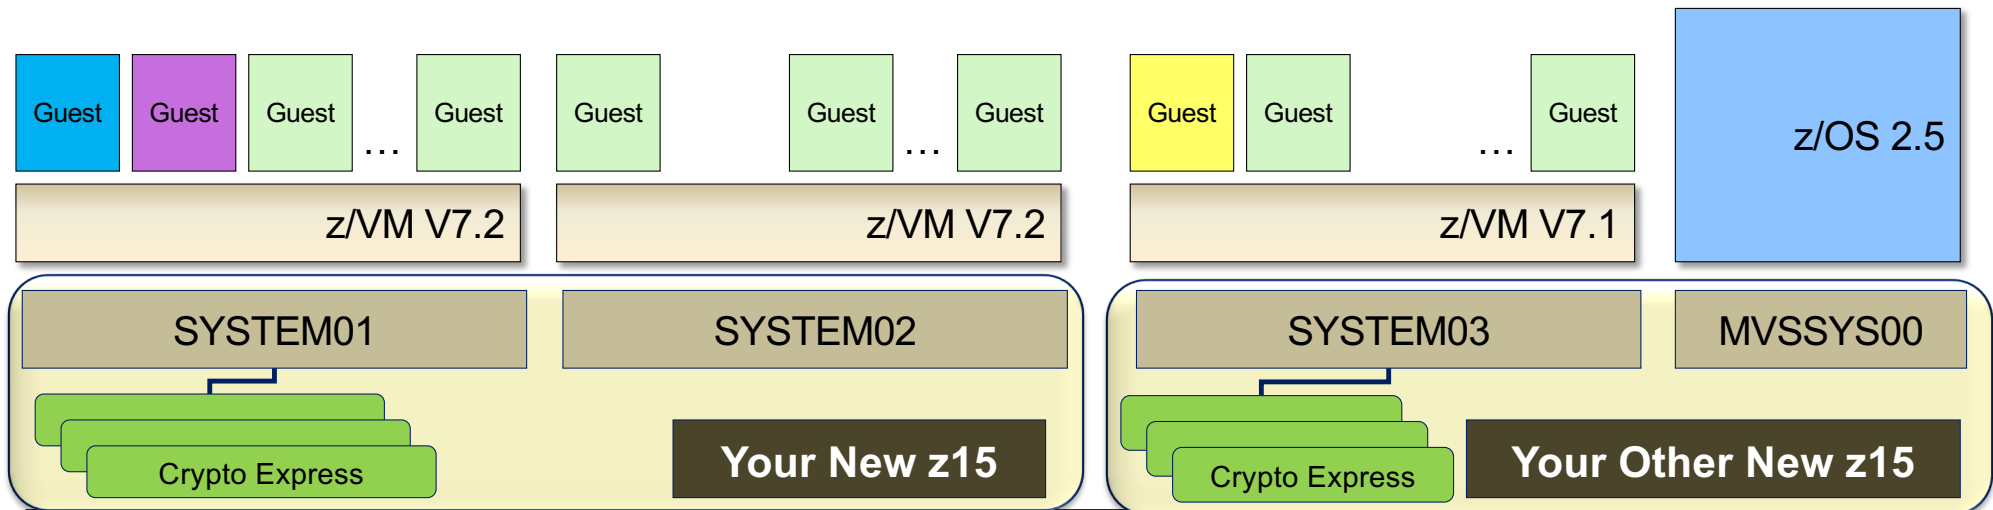 Guest
Guest
Guest
...
Guest
Guest
Guest
...
Guest
Guest
Guest
...
Guest
z/OS 2.5
z/VM V7.2
z/VM V7.2
z/VM V7.1
SYSTEM01
SYSTEM02
SYSTEM03
MVSSYS00
Crypto Express
Your New z15
Crypto Express
Your Other New z15